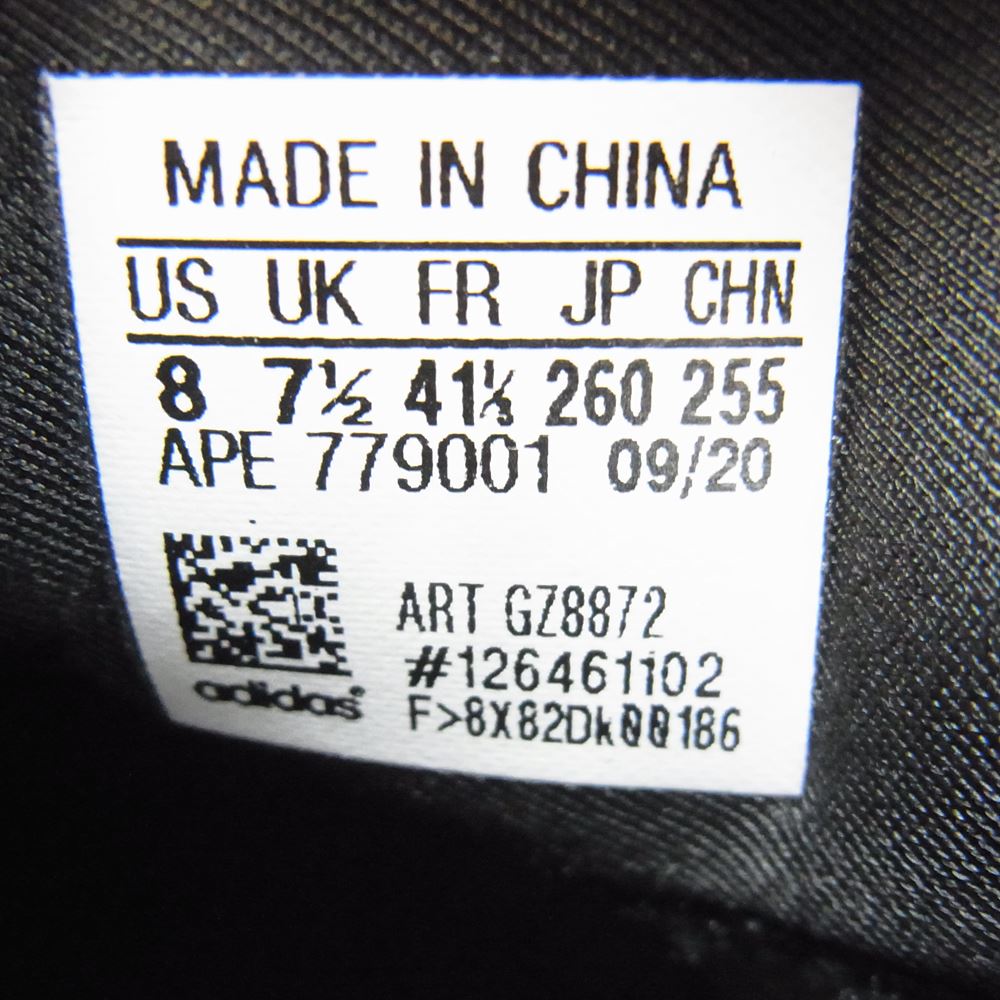 MADE IN CHINA
US UK FR JP CHN
8 7½ 41⅓ 260 255
APE 779001 09/20
ART GZ8872
#126461102
adidas